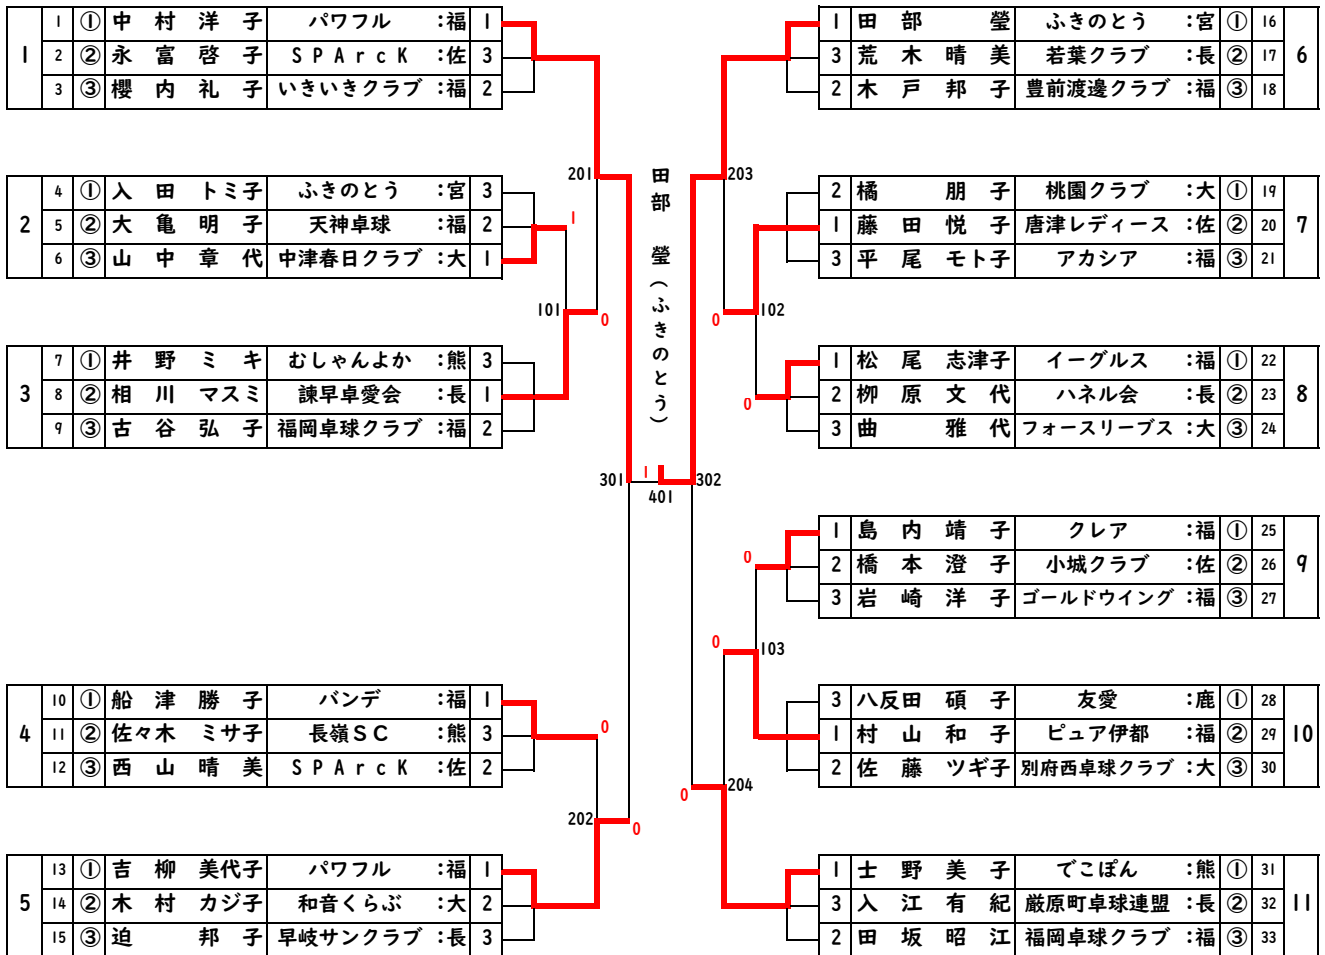 1 1 ① 中村洋子 パワフル :福 1
2 ② 永富啓子 SPArcK :佐 3
3 ③ 櫻内礼子 いきいきクラブ :福 2
2 4 ① 入田トミ子 ふきのとう :宮 3
5 ② 大亀明子 天神卓球 :福 2
6 ③ 山中章代 中津春日クラブ :大 1
3 7 ① 井野ミキ むしゃんよか :熊 3
8 ② 相川マスミ 諫早卓愛会 :長 1
9 ③ 古谷弘子 福岡卓球クラブ :福 2
4 10 ① 船津勝子 バンデ :福 1
11 ② 佐々木ミサ子 長嶺SC :熊 3
12 ③ 西山晴美 SPArcK :佐 2
5 13 ① 吉柳美代子 パワフル :福 1
14 ② 木村カジ子 和音くらぶ :大 2
15 ③ 迫邦子 早岐サンクラブ :長 3
201
1
101
0
301
1
401
0
202
0
田部 瑩(ふきのとう)
203
0
102
0
302
0
0
103
0
204
1 田部瑩 ふきのとう :宮 ① 16 6
3 荒木晴美 若葉クラブ :長 ② 17
2 木戸邦子 豊前渡邊クラブ :福 ③ 18
2 橘朋子 桃園クラブ :大 ① 19 7
1 藤田悦子 唐津レディース :佐 ② 20
3 平尾モト子 アカシア :福 ③ 21
1 松尾志津子 イーグルス :福 ① 22 8
2 栁原文代 ハネル会 :長 ② 23
3 曲雅代 フォースリーブス :大 ③ 24
1 島内靖子 クレア :福 ① 25 9
2 橋本澄子 小城クラブ :佐 ② 26
3 岩崎洋子 ゴールドウイング :福 ③ 27
3 八反田碩子 友愛 :鹿 ① 28 10
1 村山和子 ピュア伊都 :福 ② 29
2 佐藤ツギ子 別府西卓球クラブ :大 ③ 30
1 士野美子 でこぽん :熊 ① 31 11
3 入江有紀 厳原町卓球連盟 :長 ② 32
2 田坂昭江 福岡卓球クラブ :福 ③ 33